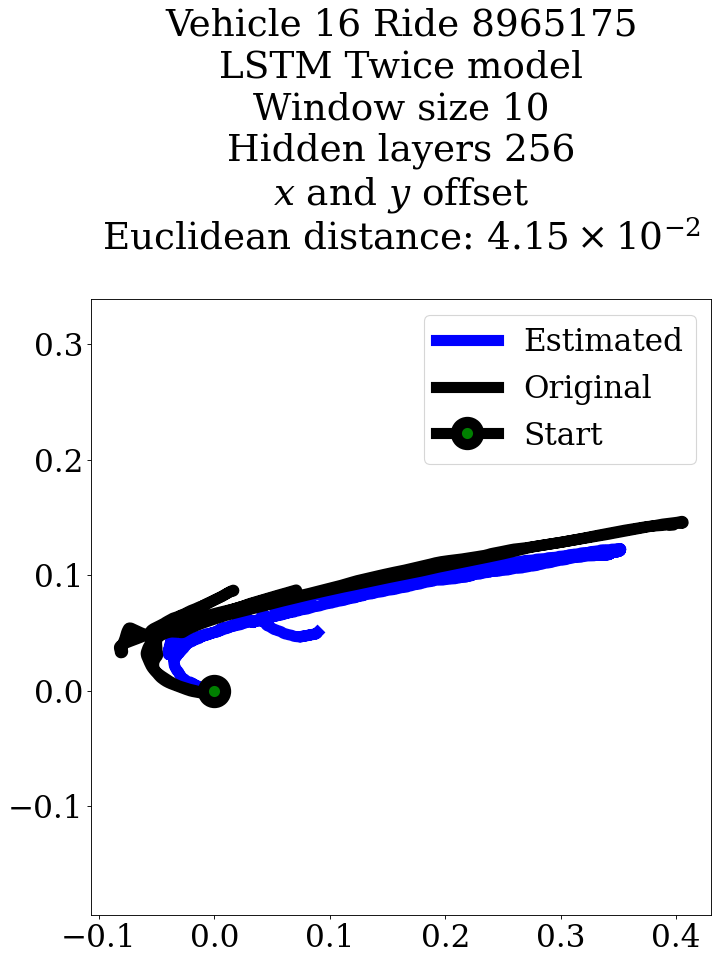 Vehicle 16 Ride 8965175
LSTM Twice model
Window size 10
Hidden layers 256
x and y offset
Euclidean distance: 4.15 × 10⁻²
Estimated
Original
Start
0.3
0.2
0.1
0.0
−0.1
−0.1 0.0 0.1 0.2 0.3 0.4